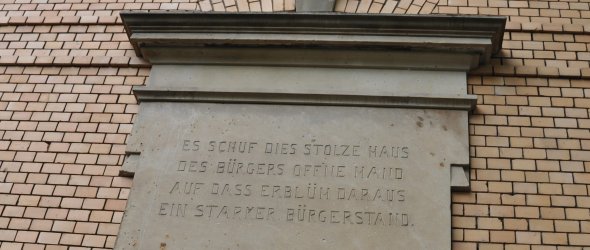 ES SCHUF DIES STOLZE HAUS
DES BÜRGERS OFFNE HAND
AUF DASS ERBLÜH DARAUS
EIN STARKER BÜRGERSTAND.